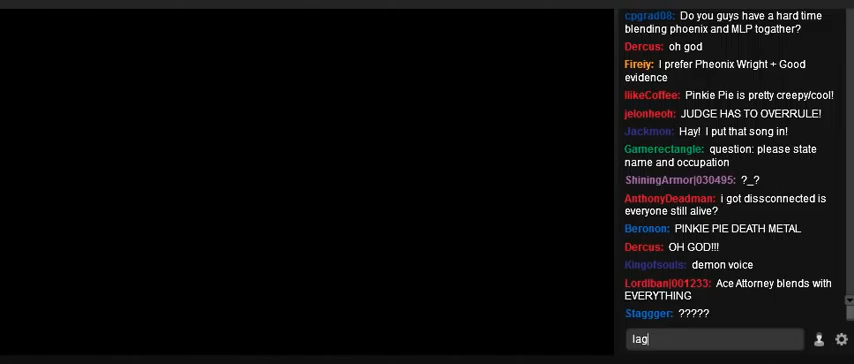 cpgrad08: Do you guys have a hard time
blending phoenix and MLP togather?
Dercus: oh god
Fireiy: I prefer Pheonix Wright + Good
evidence
IlikeCoffee: Pinkie Pie is pretty creepy/cool!
jelonheoh: JUDGE HAS TO OVERRULE!
Jackmon: Hay! I put that song in!
Gamerectangle: question: please state
name and occupation
ShiningArmor|030495: ?_?
AnthonyDeadman: i got dissconnected is
everyone still alive?
Beronon: PINKIE PIE DEATH METAL
Dercus: OH GOD!!!
Kingofsouls: demon voice
LordIban|001233: Ace Attorney blends with
EVERYTHING
Staggger: ?????
lag